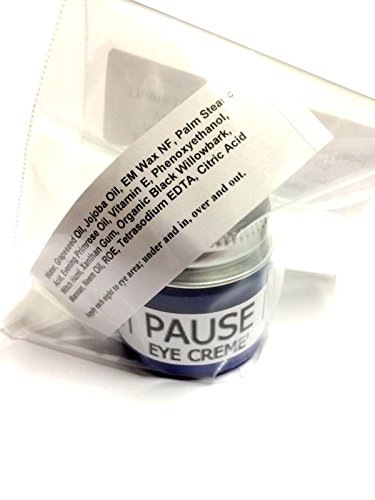 Water, Grapeseed Oil, Jojoba Oil, EM Wax NF, Palm Stearic
Acid, Evening Primrose Oil, Vitamin E, Phenoxyethanol,
Witch Hazel, Xanthan Gum, Organic Black Willowbark,
Mannan, Neem Oil, ROE, Tetrasodium EDTA, Citric Acid
Apply each night to eye area; under and in, over and out.
PAUSE
EYE CREME